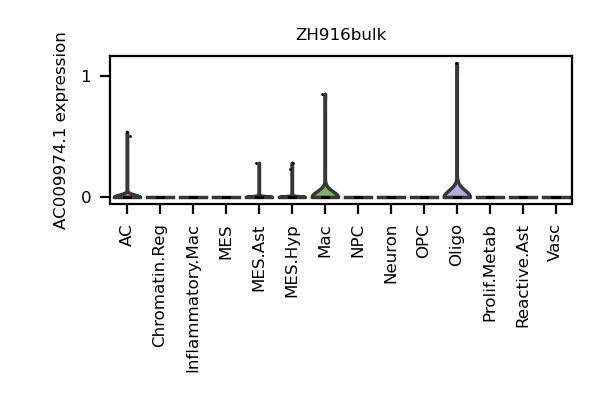 ZH916bulk
AC009974.1 expression
1
0
AC
Chromatin.Reg
Inflammatory.Mac
MES
MES.Ast
MES.Hyp
Mac
NPC
Neuron
OPC
Oligo
Prolif.Metab
Reactive.Ast
Vasc